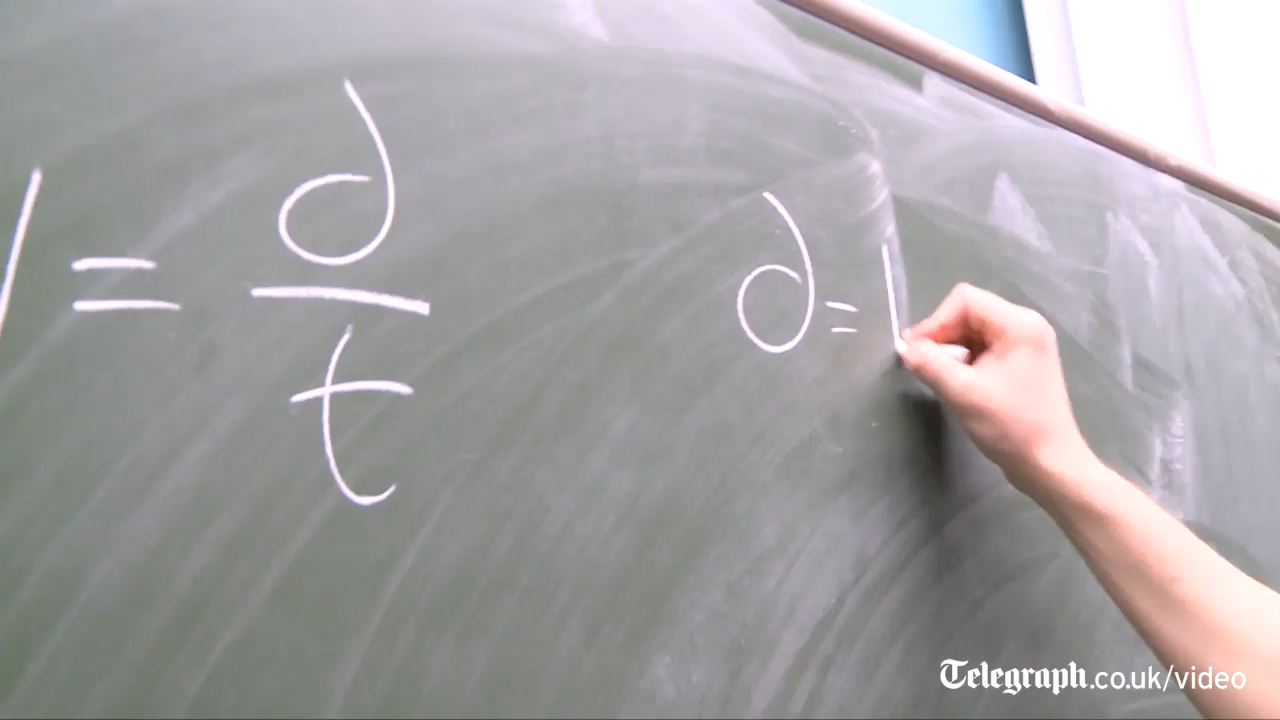 = d
t
d =
Telegraph.co.uk/video